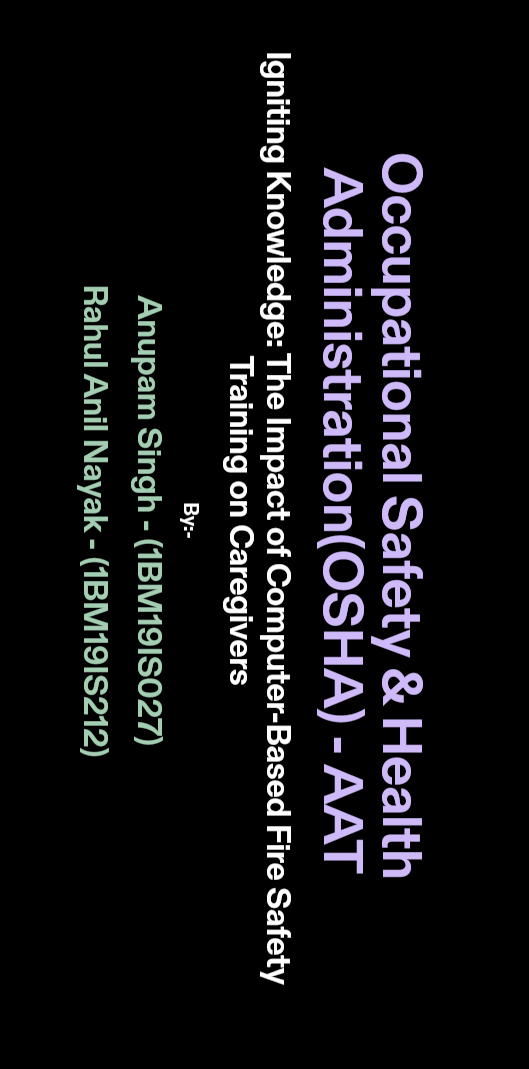 Occupational Safety & Health
Administration(OSHA) - AAT
Igniting Knowledge: The Impact of Computer-Based Fire Safety
Training on Caregivers
By:-
Anupam Singh - (1BM19IS027)
Rahul Anil Nayak - (1BM19IS212)